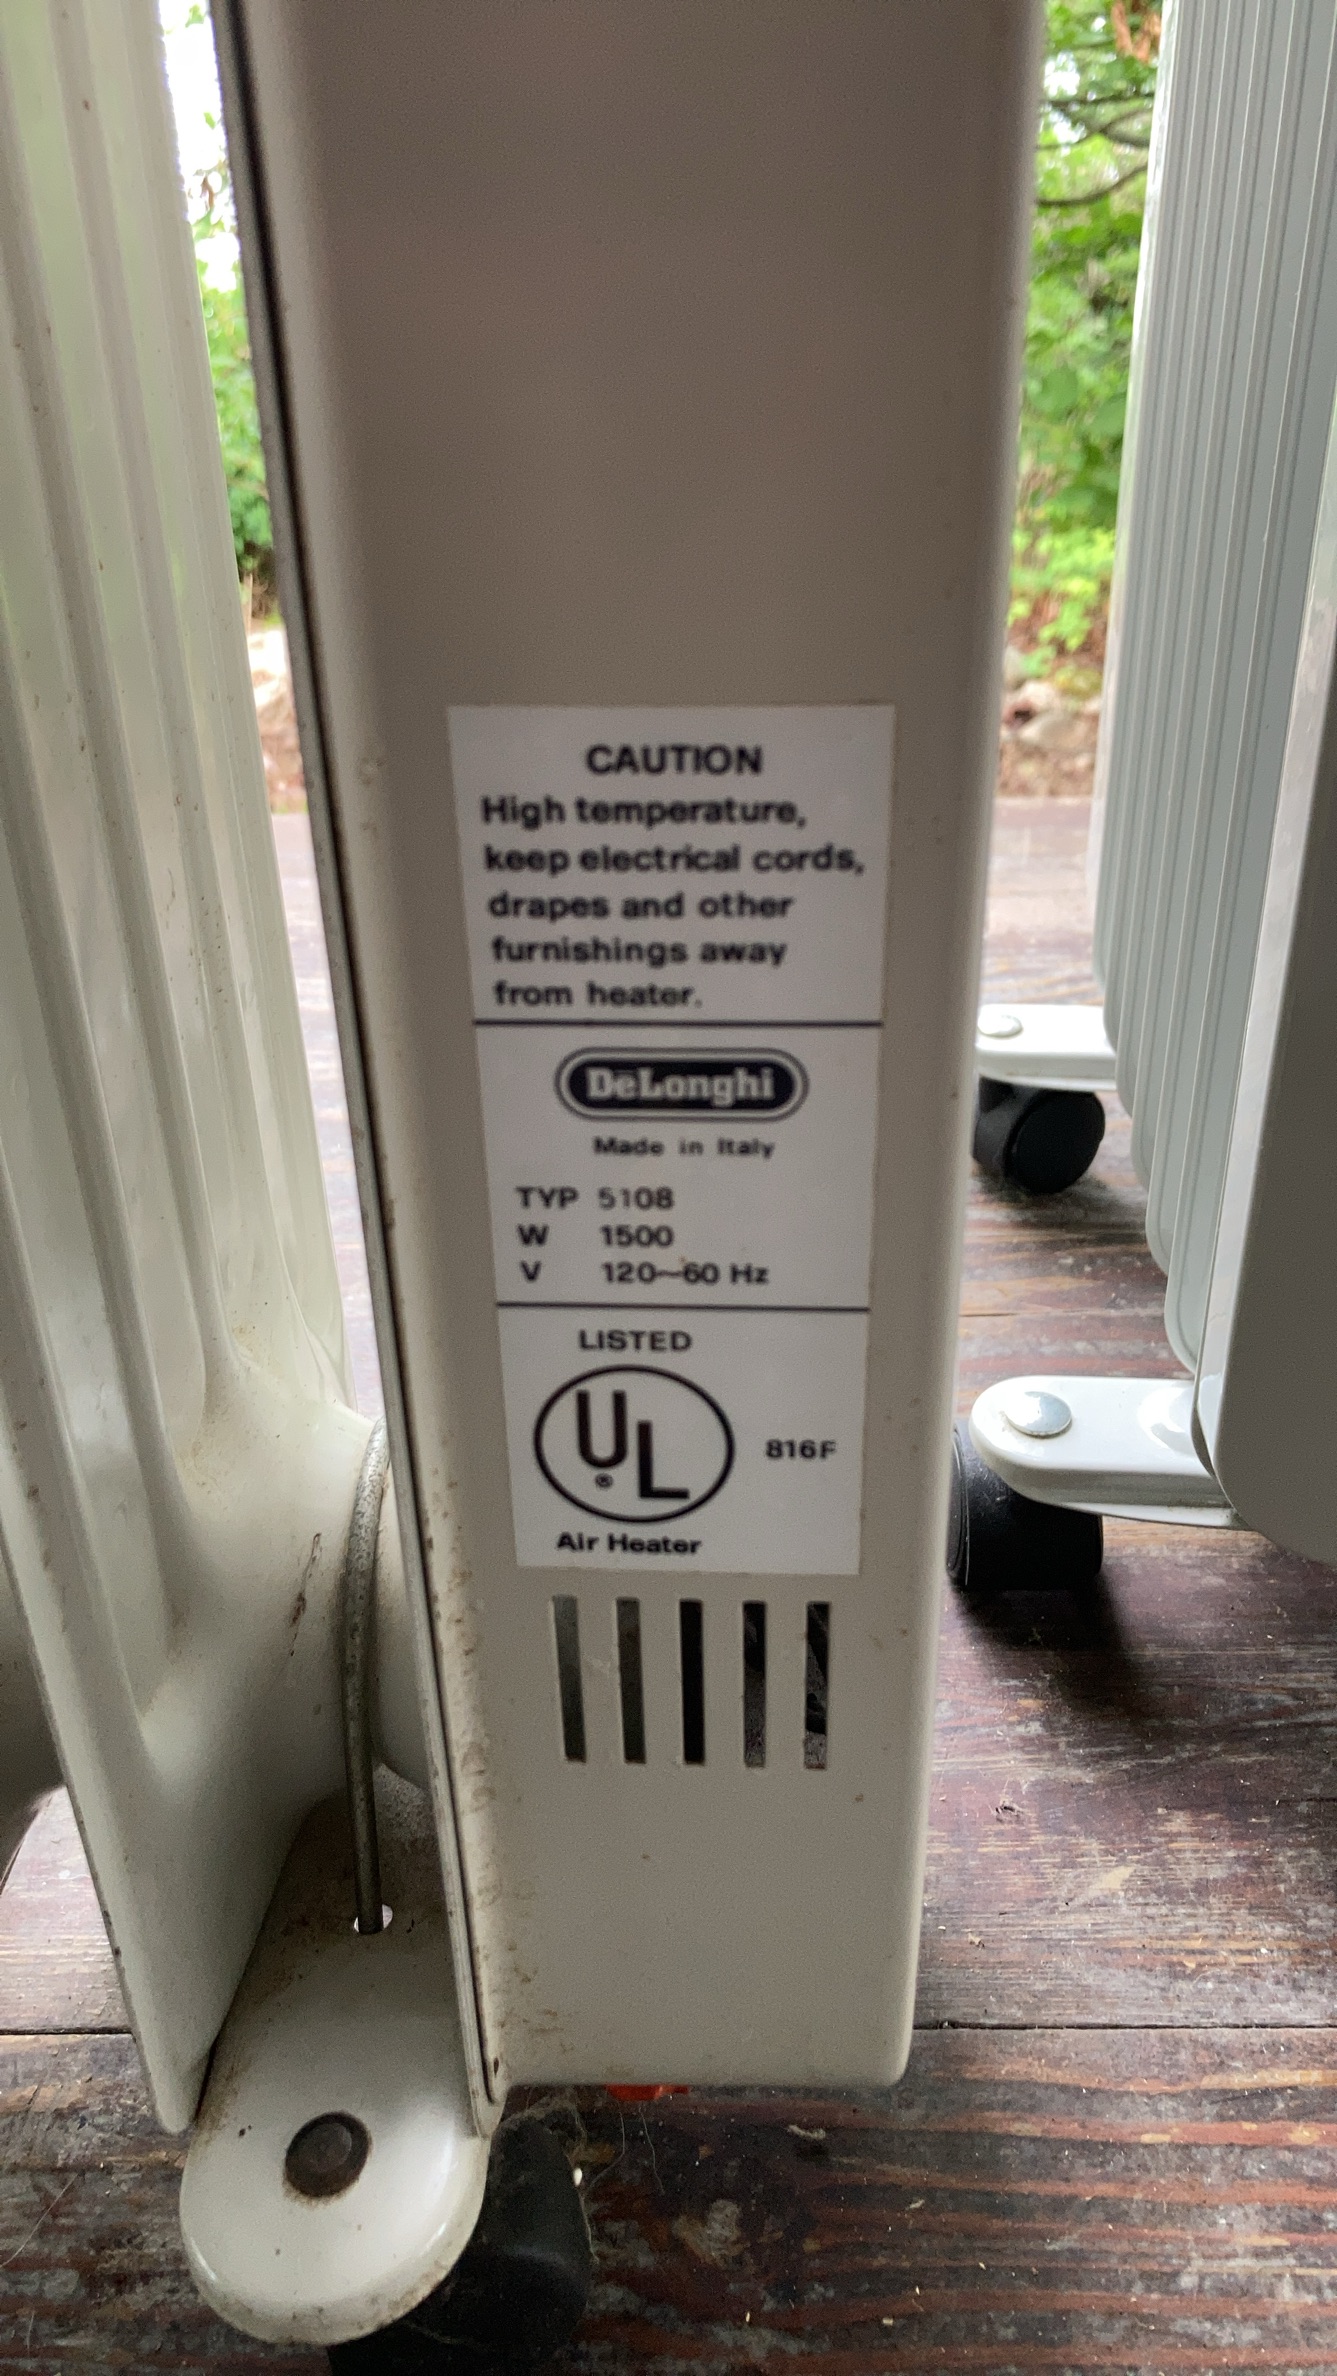 CAUTION
High temperature,
keep electrical cords,
drapes and other
furnishings away
from heater.
DeLonghi
Made in Italy
TYP 5108
W 1500
V 120~60 Hz
LISTED
UL
®
816F
Air Heater